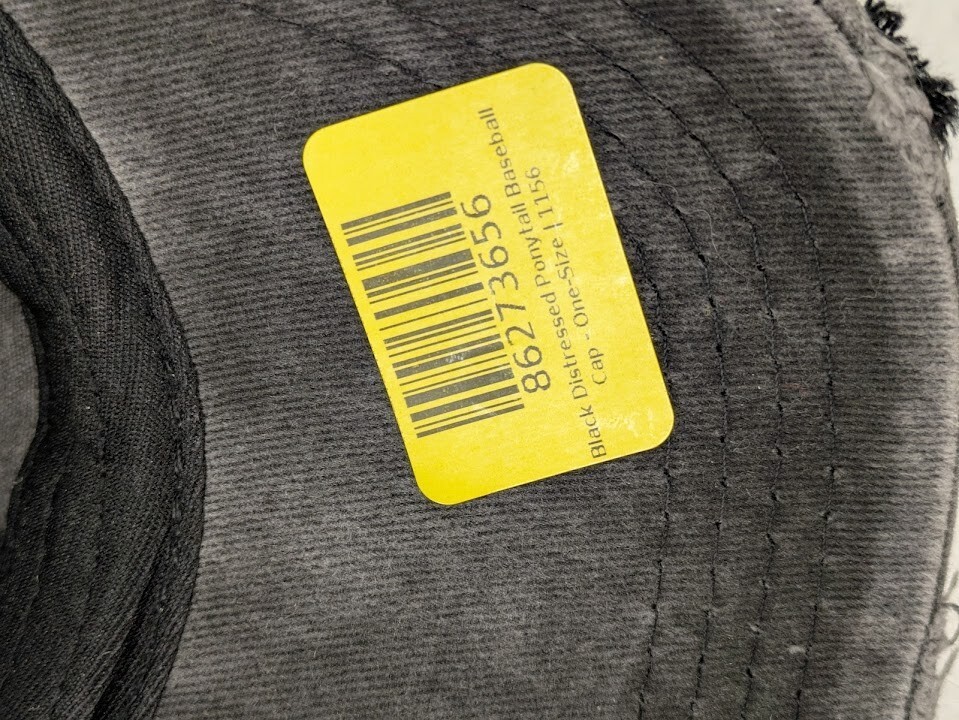 86273656
Black Distressed Ponytail Baseball
Cap - One-Size | 1156